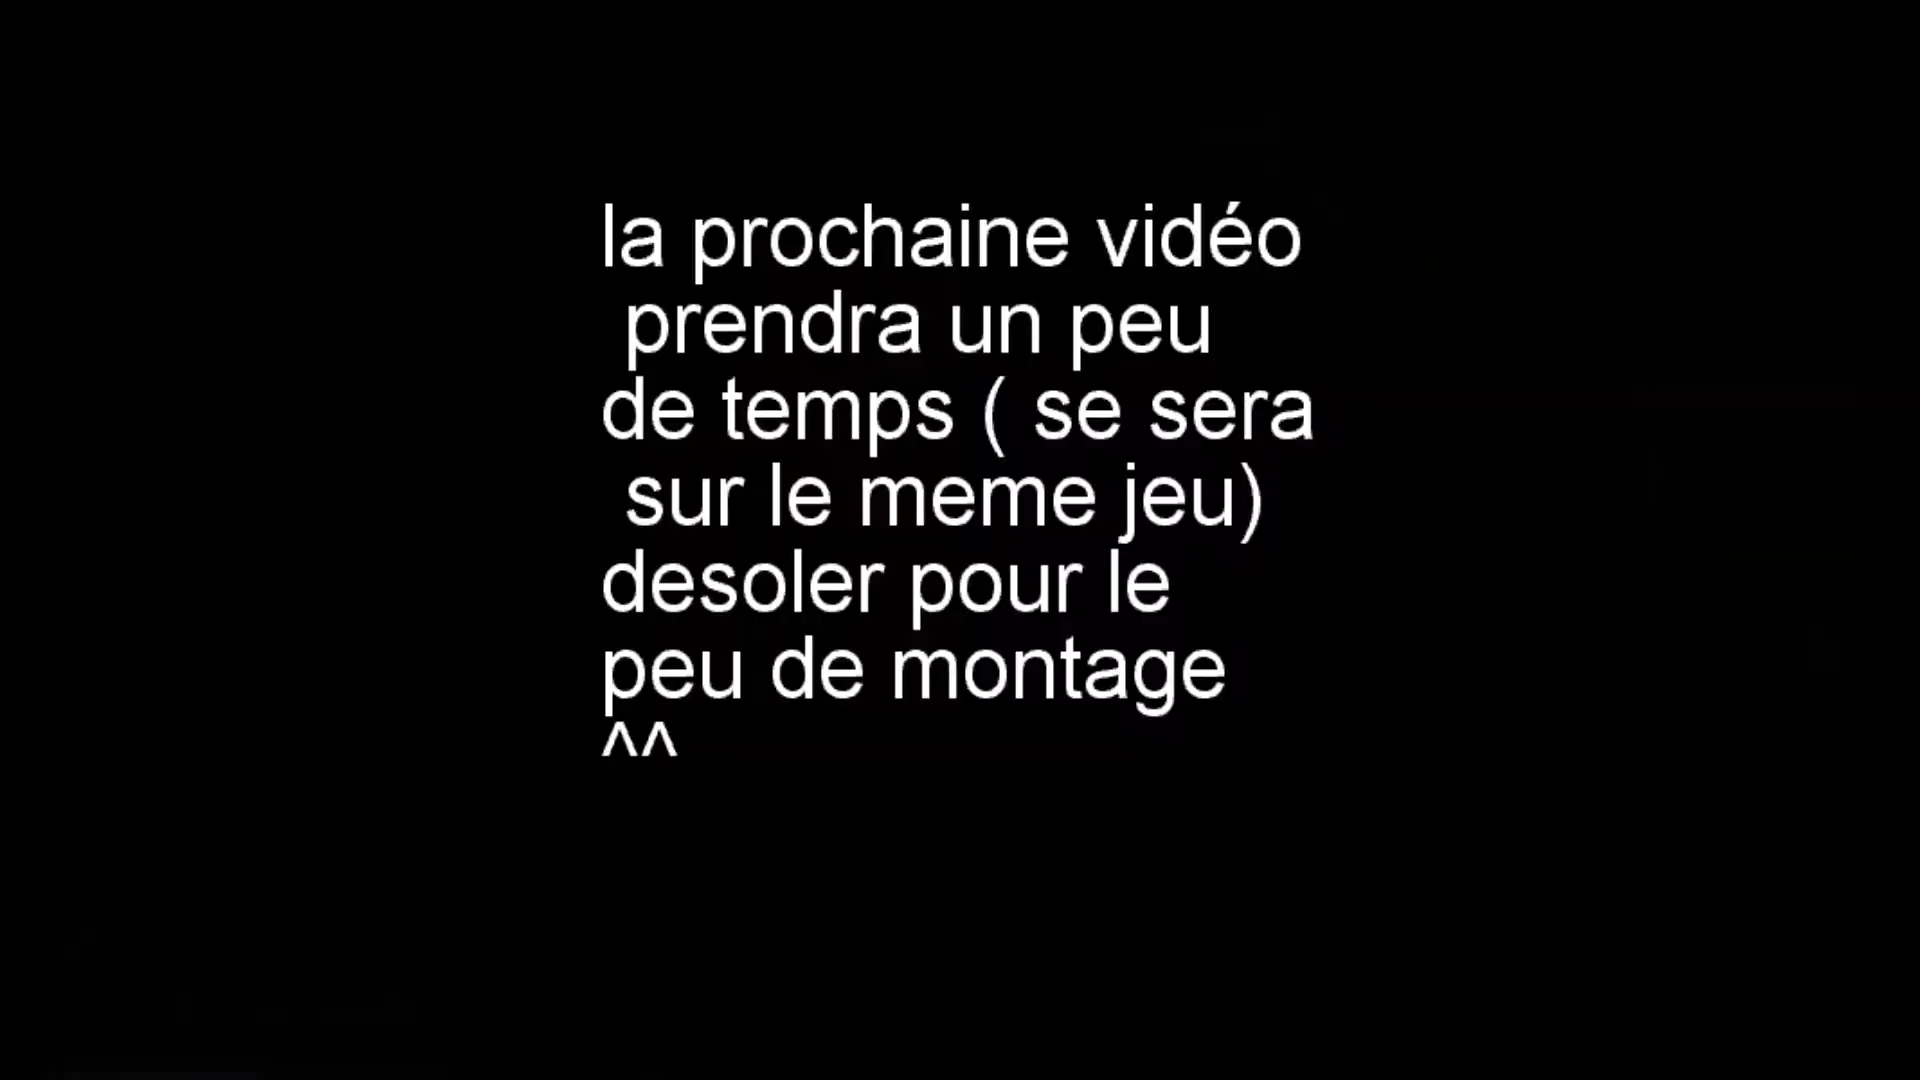 la prochaine vidéo
prendra un peu
de temps ( se sera
sur le meme jeu)
desoler pour le
peu de montage
^^